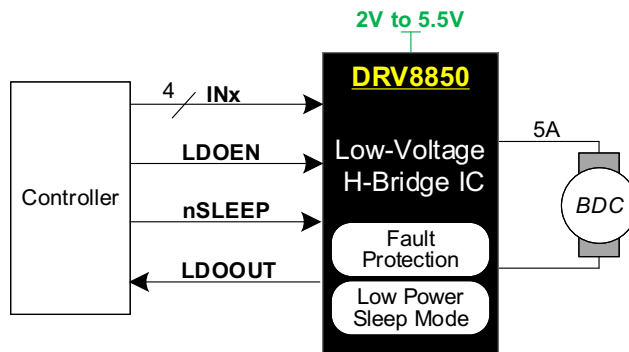 2V to 5.5V
DRV8850
4
INx
5A
LDOEN
Low-Voltage
H-Bridge IC
Controller
nSLEEP
BDC
Fault
Protection
LDOOUT
Low Power
Sleep Mode